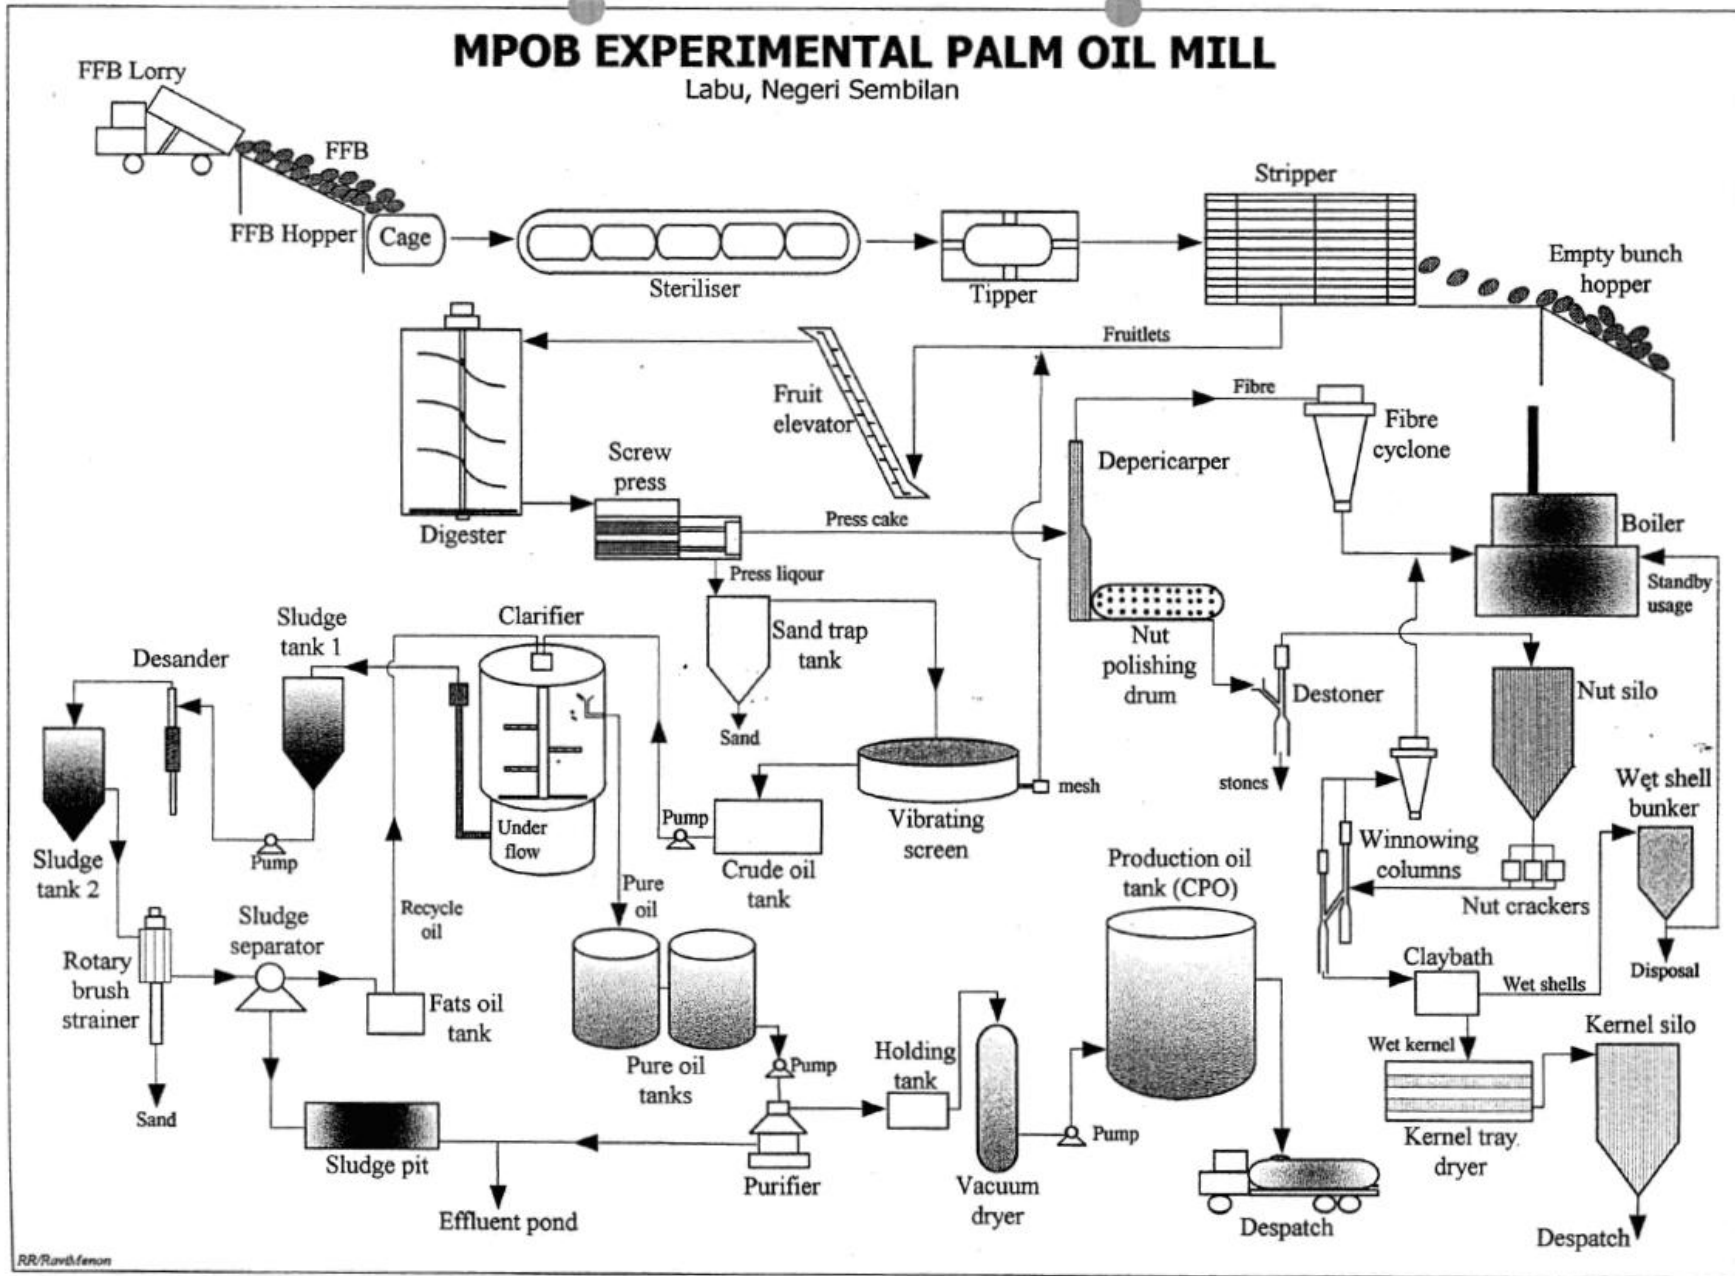 MPOB EXPERIMENTAL PALM OIL MILL
Labu, Negeri Sembilan
FFB Lorry
FFB
FFB Hopper
Cage
Steriliser
Tipper
Stripper
Empty bunch
hopper
Fruitlets
Fruit
elevator
Digester
Screw
press
Press cake
Press liqour
Depericarper
Fibre
Fibre
cyclone
Boiler
Standby
usage
Nut
polishing
drum
Destoner
stones
Nut silo
Sand trap
tank
Sand
Vibrating
screen
mesh
Clarifier
Under
flow
Pump
Crude oil
tank
Sludge
tank 1
Desander
Pump
Sludge
tank 2
Rotary
brush
strainer
Sand
Sludge
separator
Recycle
oil
Fats oil
tank
Pure
oil
Pure oil
tanks
Pump
Purifier
Sludge pit
Effluent pond
Holding
tank
Vacuum
dryer
Pump
Production oil
tank (CPO)
Despatch
Winnowing
columns
Nut crackers
Wet shell
bunker
Disposal
Claybath
Wet shells
Wet kernel
Kernel tray
dryer
Kernel silo
Despatch
RR/RaviMenon